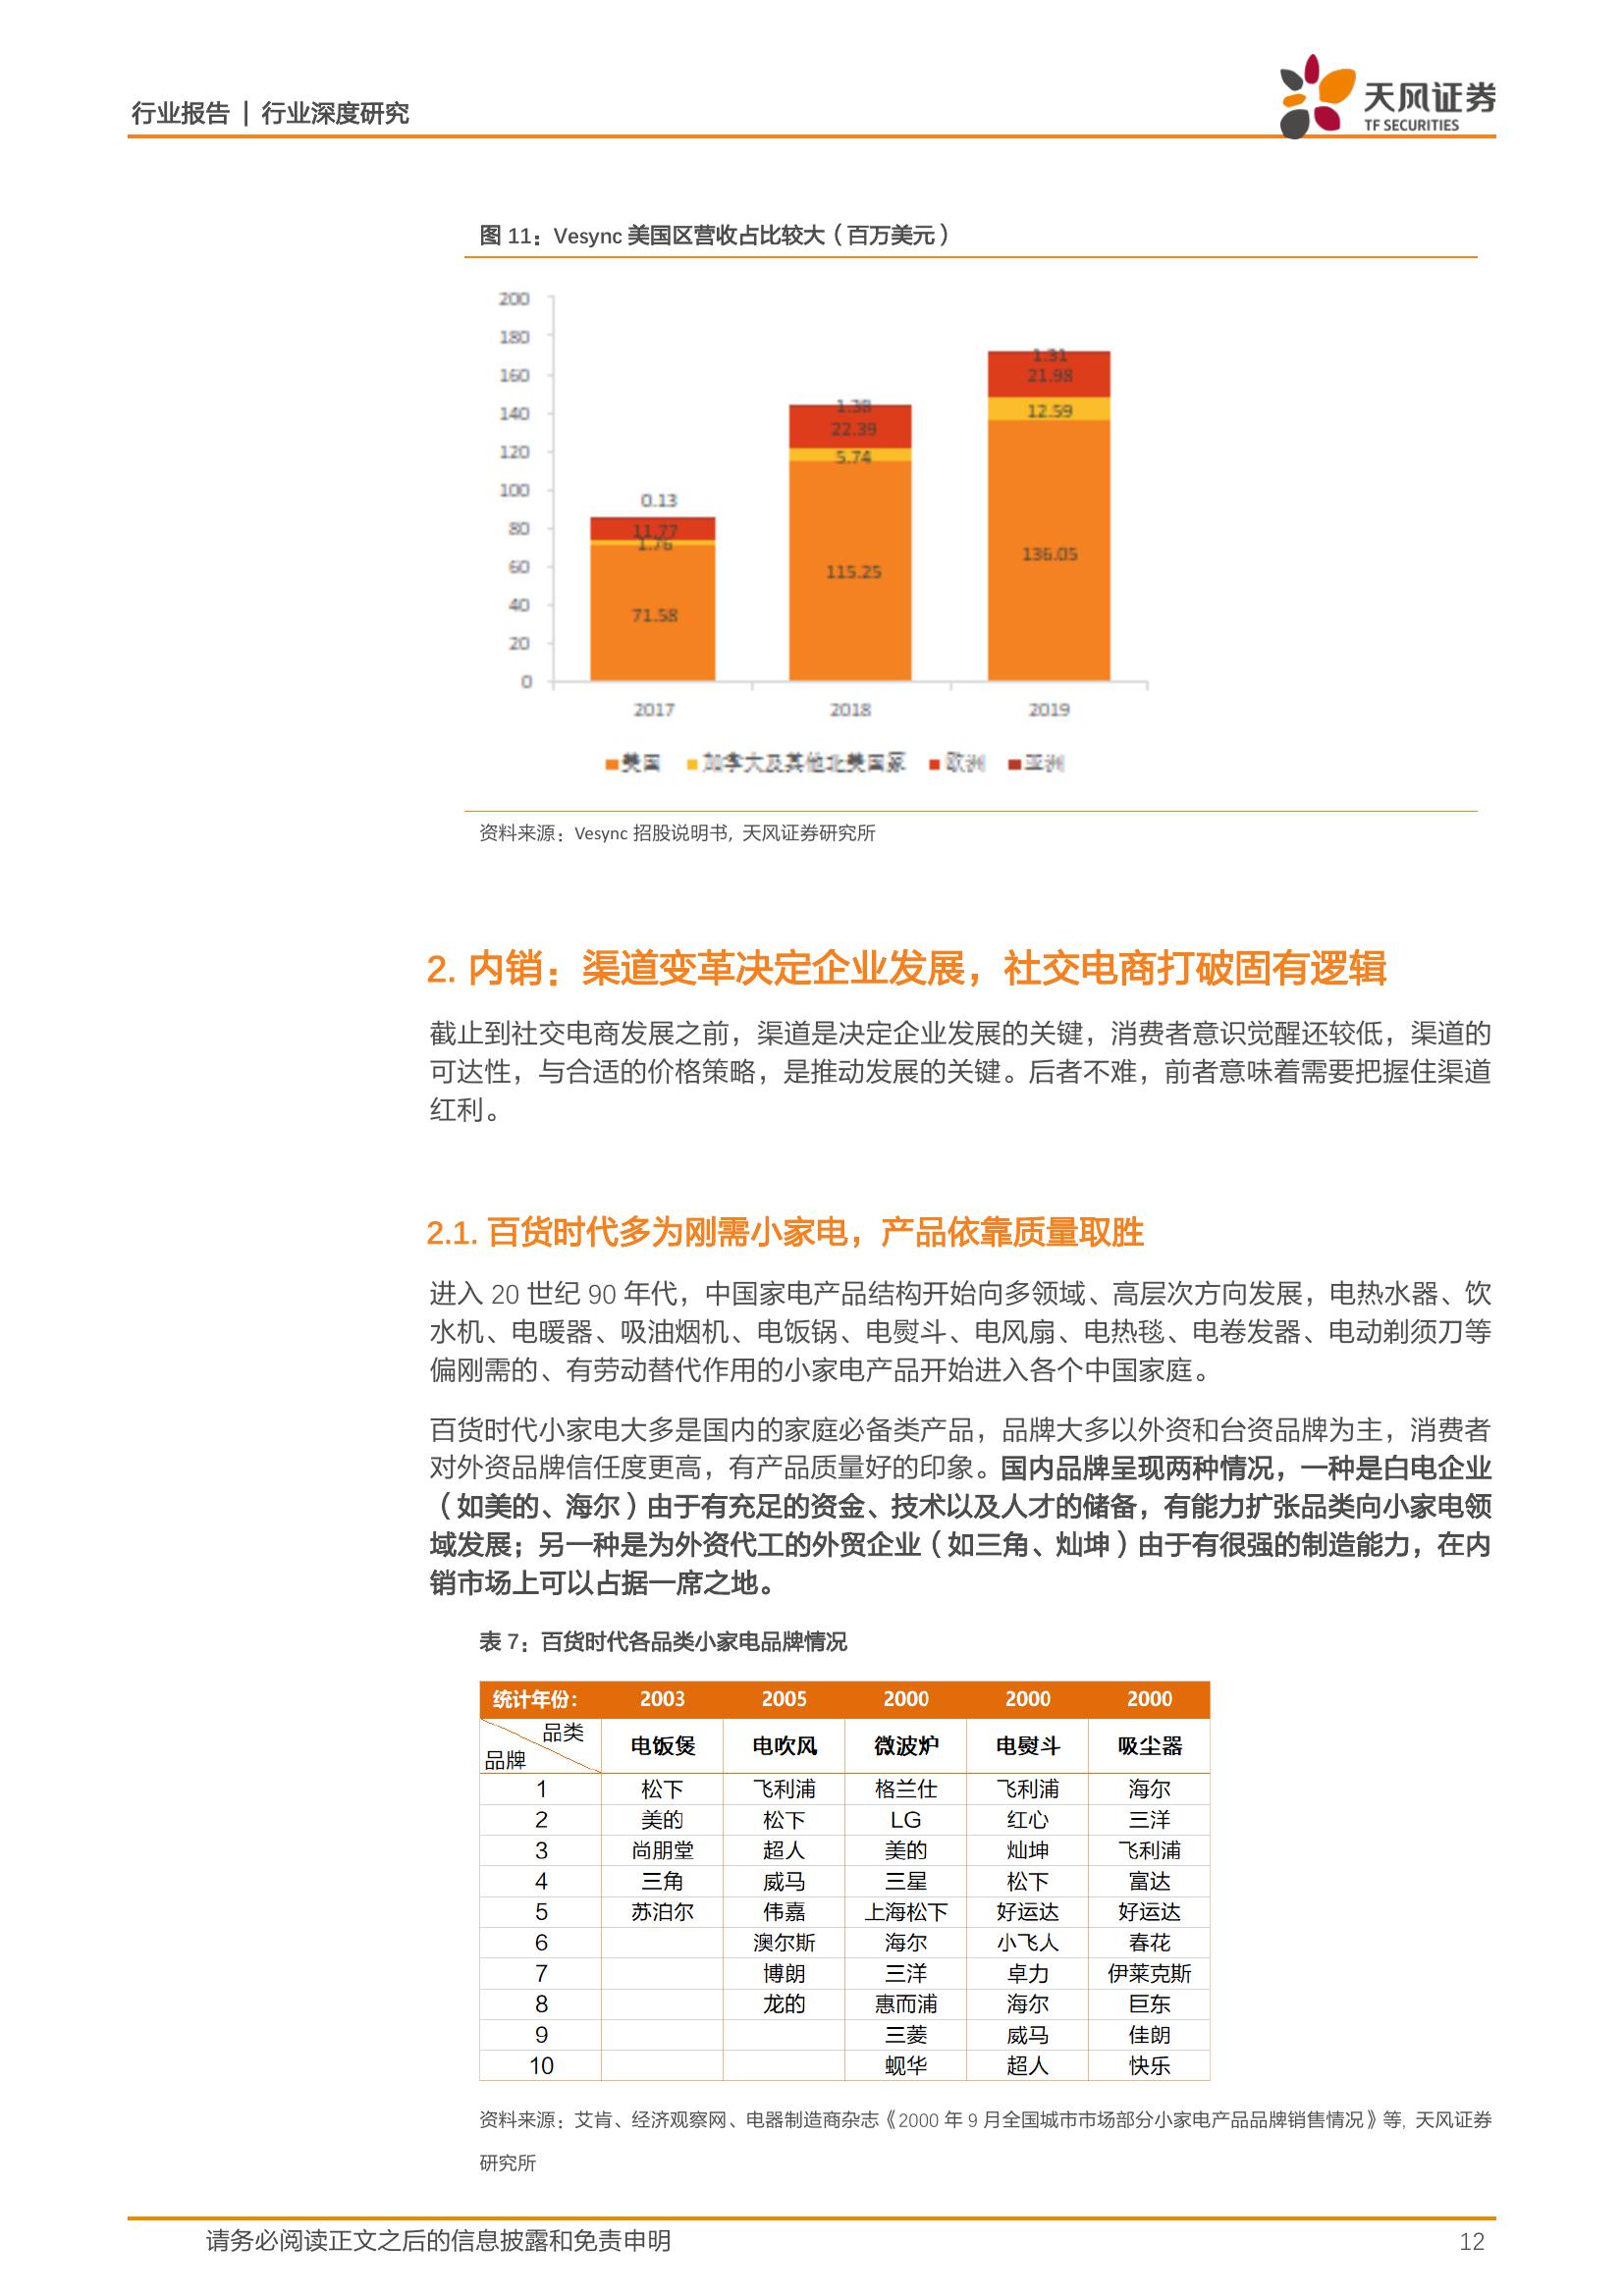 行业报告 | 行业深度研究
天风证券
TF SECURITIES
图 11：Vesync 美国区营收占比较大（百万美元）
200
180
160
140
120
100
80
60
40
20
0
0.13
11.77
1.76
71.58
1.38
22.39
5.74
115.25
1.31
21.98
12.59
136.05
2017 2018 2019
美国 加拿大及其他北美国家 欧洲 亚洲
资料来源：Vesync 招股说明书, 天风证券研究所
2. 内销：渠道变革决定企业发展，社交电商打破固有逻辑
截止到社交电商发展之前，渠道是决定企业发展的关键，消费者意识觉醒还较低，渠道的
可达性，与合适的价格策略，是推动发展的关键。后者不难，前者意味着需要把握住渠道
红利。
2.1. 百货时代多为刚需小家电，产品依靠质量取胜
进入 20 世纪 90 年代，中国家电产品结构开始向多领域、高层次方向发展，电热水器、饮
水机、电暖器、吸油烟机、电饭锅、电熨斗、电风扇、电热毯、电卷发器、电动剃须刀等
偏刚需的、有劳动替代作用的小家电产品开始进入各个中国家庭。
百货时代小家电大多是国内的家庭必备类产品，品牌大多以外资和台资品牌为主，消费者
对外资品牌信任度更高，有产品质量好的印象。国内品牌呈现两种情况，一种是白电企业
（如美的、海尔）由于有充足的资金、技术以及人才的储备，有能力扩张品类向小家电领
域发展；另一种是为外资代工的外贸企业（如三角、灿坤）由于有很强的制造能力，在内
销市场上可以占据一席之地。
表 7：百货时代各品类小家电品牌情况
统计年份： 2003 2005 2000 2000 2000
品类
品牌
电饭煲 电吹风 微波炉 电熨斗 吸尘器
1 松下 飞利浦 格兰仕 飞利浦 海尔
2 美的 松下 LG 红心 三洋
3 尚朋堂 超人 美的 灿坤 飞利浦
4 三角 威马 三星 松下 富达
5 苏泊尔 伟嘉 上海松下 好运达 好运达
6 澳尔斯 海尔 小飞人 春花
7 博朗 三洋 卓力 伊莱克斯
8 龙的 惠而浦 海尔 巨东
9 三菱 威马 佳朗
10 蚬华 超人 快乐
资料来源：艾肯、经济观察网、电器制造商杂志《2000 年 9 月全国城市市场部分小家电产品品牌销售情况》等, 天风证券
研究所
请务必阅读正文之后的信息披露和免责申明
12